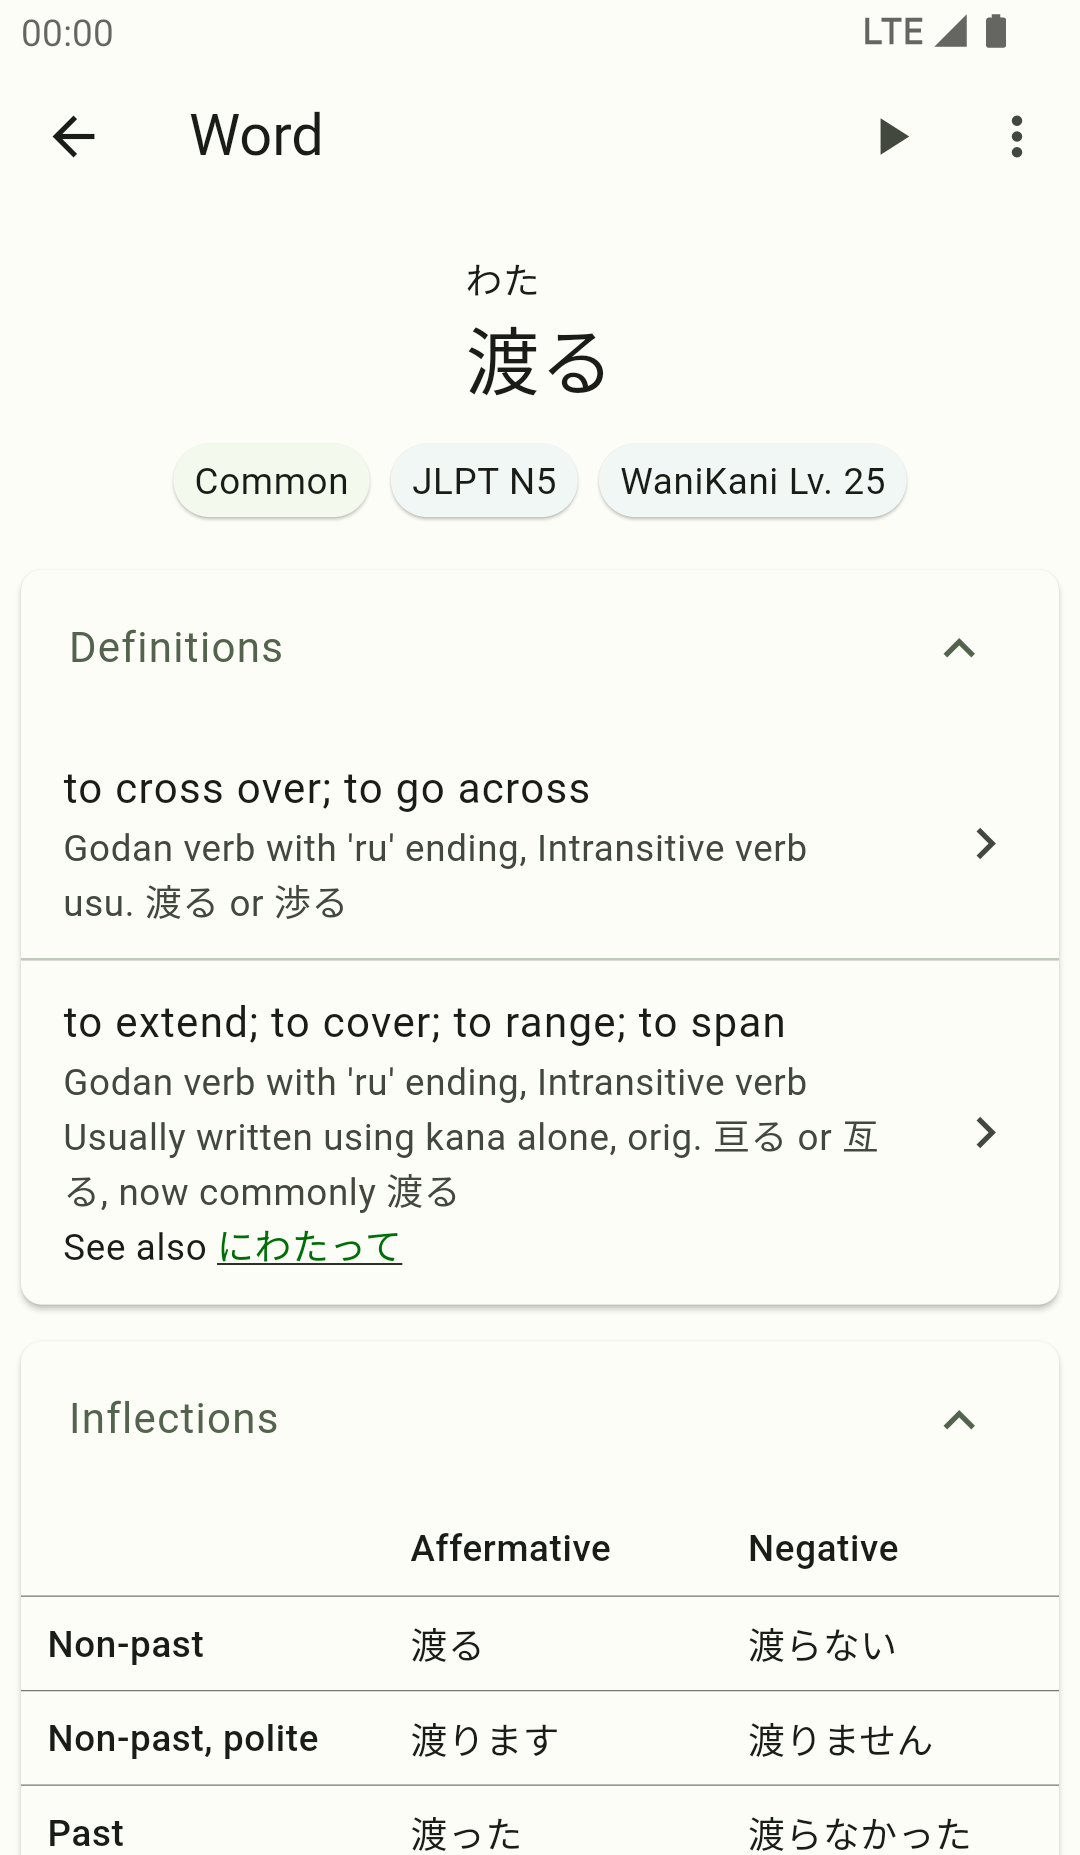 00:00 LTE
Word
わた
渡る
Common JLPT N5 WaniKani Lv. 25
Definitions
to cross over; to go across
Godan verb with 'ru' ending, Intransitive verb
usu. 渡る or 渉る
to extend; to cover; to range; to span
Godan verb with 'ru' ending, Intransitive verb
Usually written using kana alone, orig. 亘る or 亙
る, now commonly 渡る
See also にわたって
Inflections
Affermative Negative
Non-past 渡る 渡らない
Non-past, polite 渡ります 渡りません
Past 渡った 渡らなかった